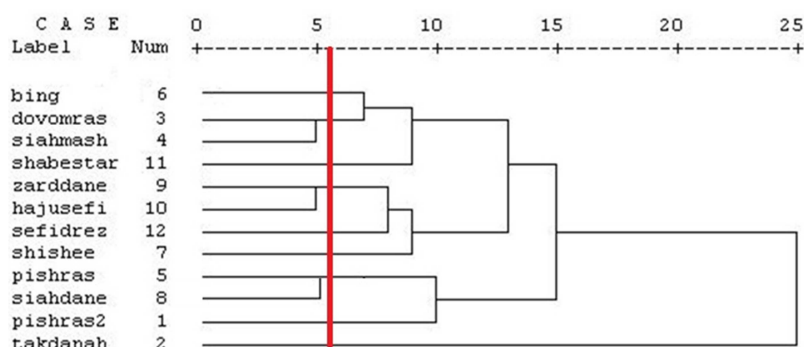 C A S E 0 5 10 15 20 25
Label Num
bing 6
dovomras 3
siahmash 4
shabestar 11
zarddane 9
hajusefi 10
sefidrez 12
shishee 7
pishras 5
siahdane 8
pishras2 1
takdanah 2